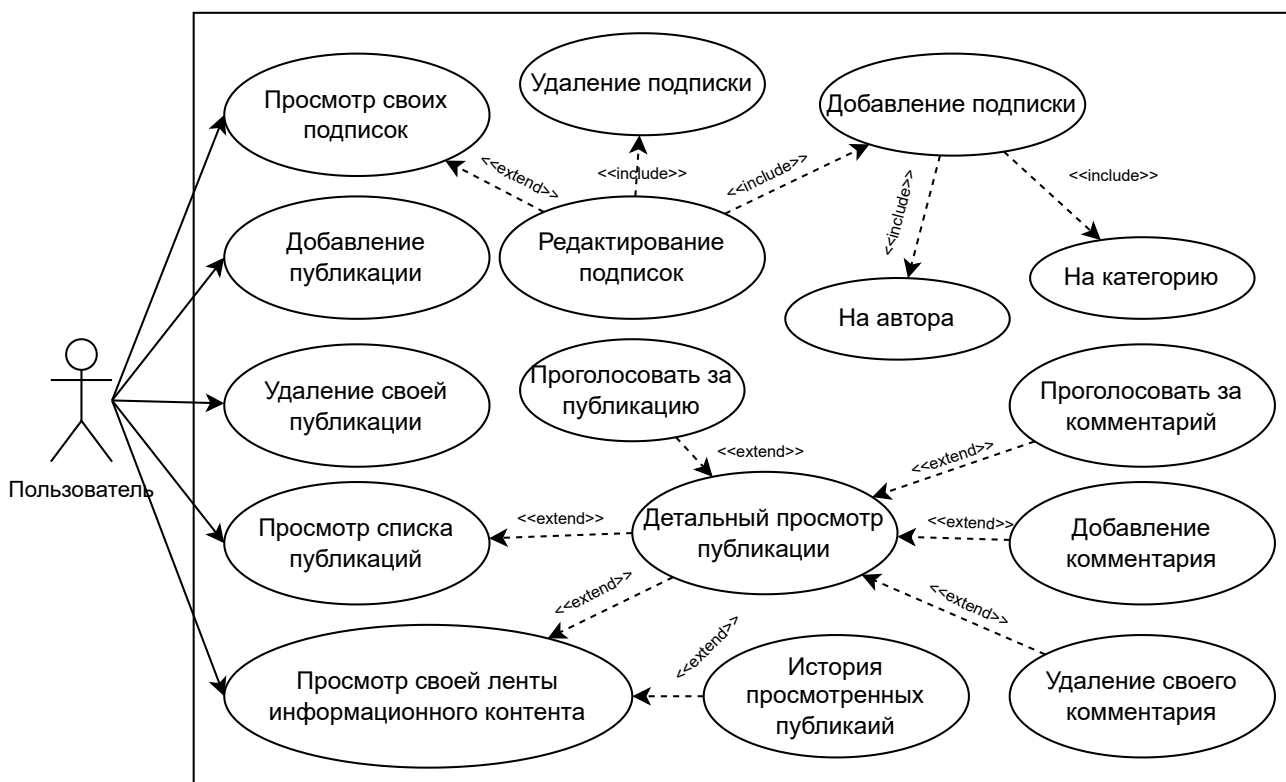 Просмотр своих
подписок
Удаление подписки
Добавление подписки
<<extend>>
<<include>>
<<include>>
<<include>>
<<include>>
Добавление
публикации
Редактирование
подписок
На автора
На категорию
Пользователь
Удаление своей
публикации
Проголосовать за
публикацию
Проголосовать за
комментарий
<<extend>>
<<extend>>
Просмотр списка
публикаций
<<extend>>
Детальный просмотр
публикации
<<extend>>
Добавление
комментария
<<extend>>
<<extend>>
<<extend>>
Просмотр своей ленты
информационного контента
История
просмотренных
публикаий
Удаление своего
комментария